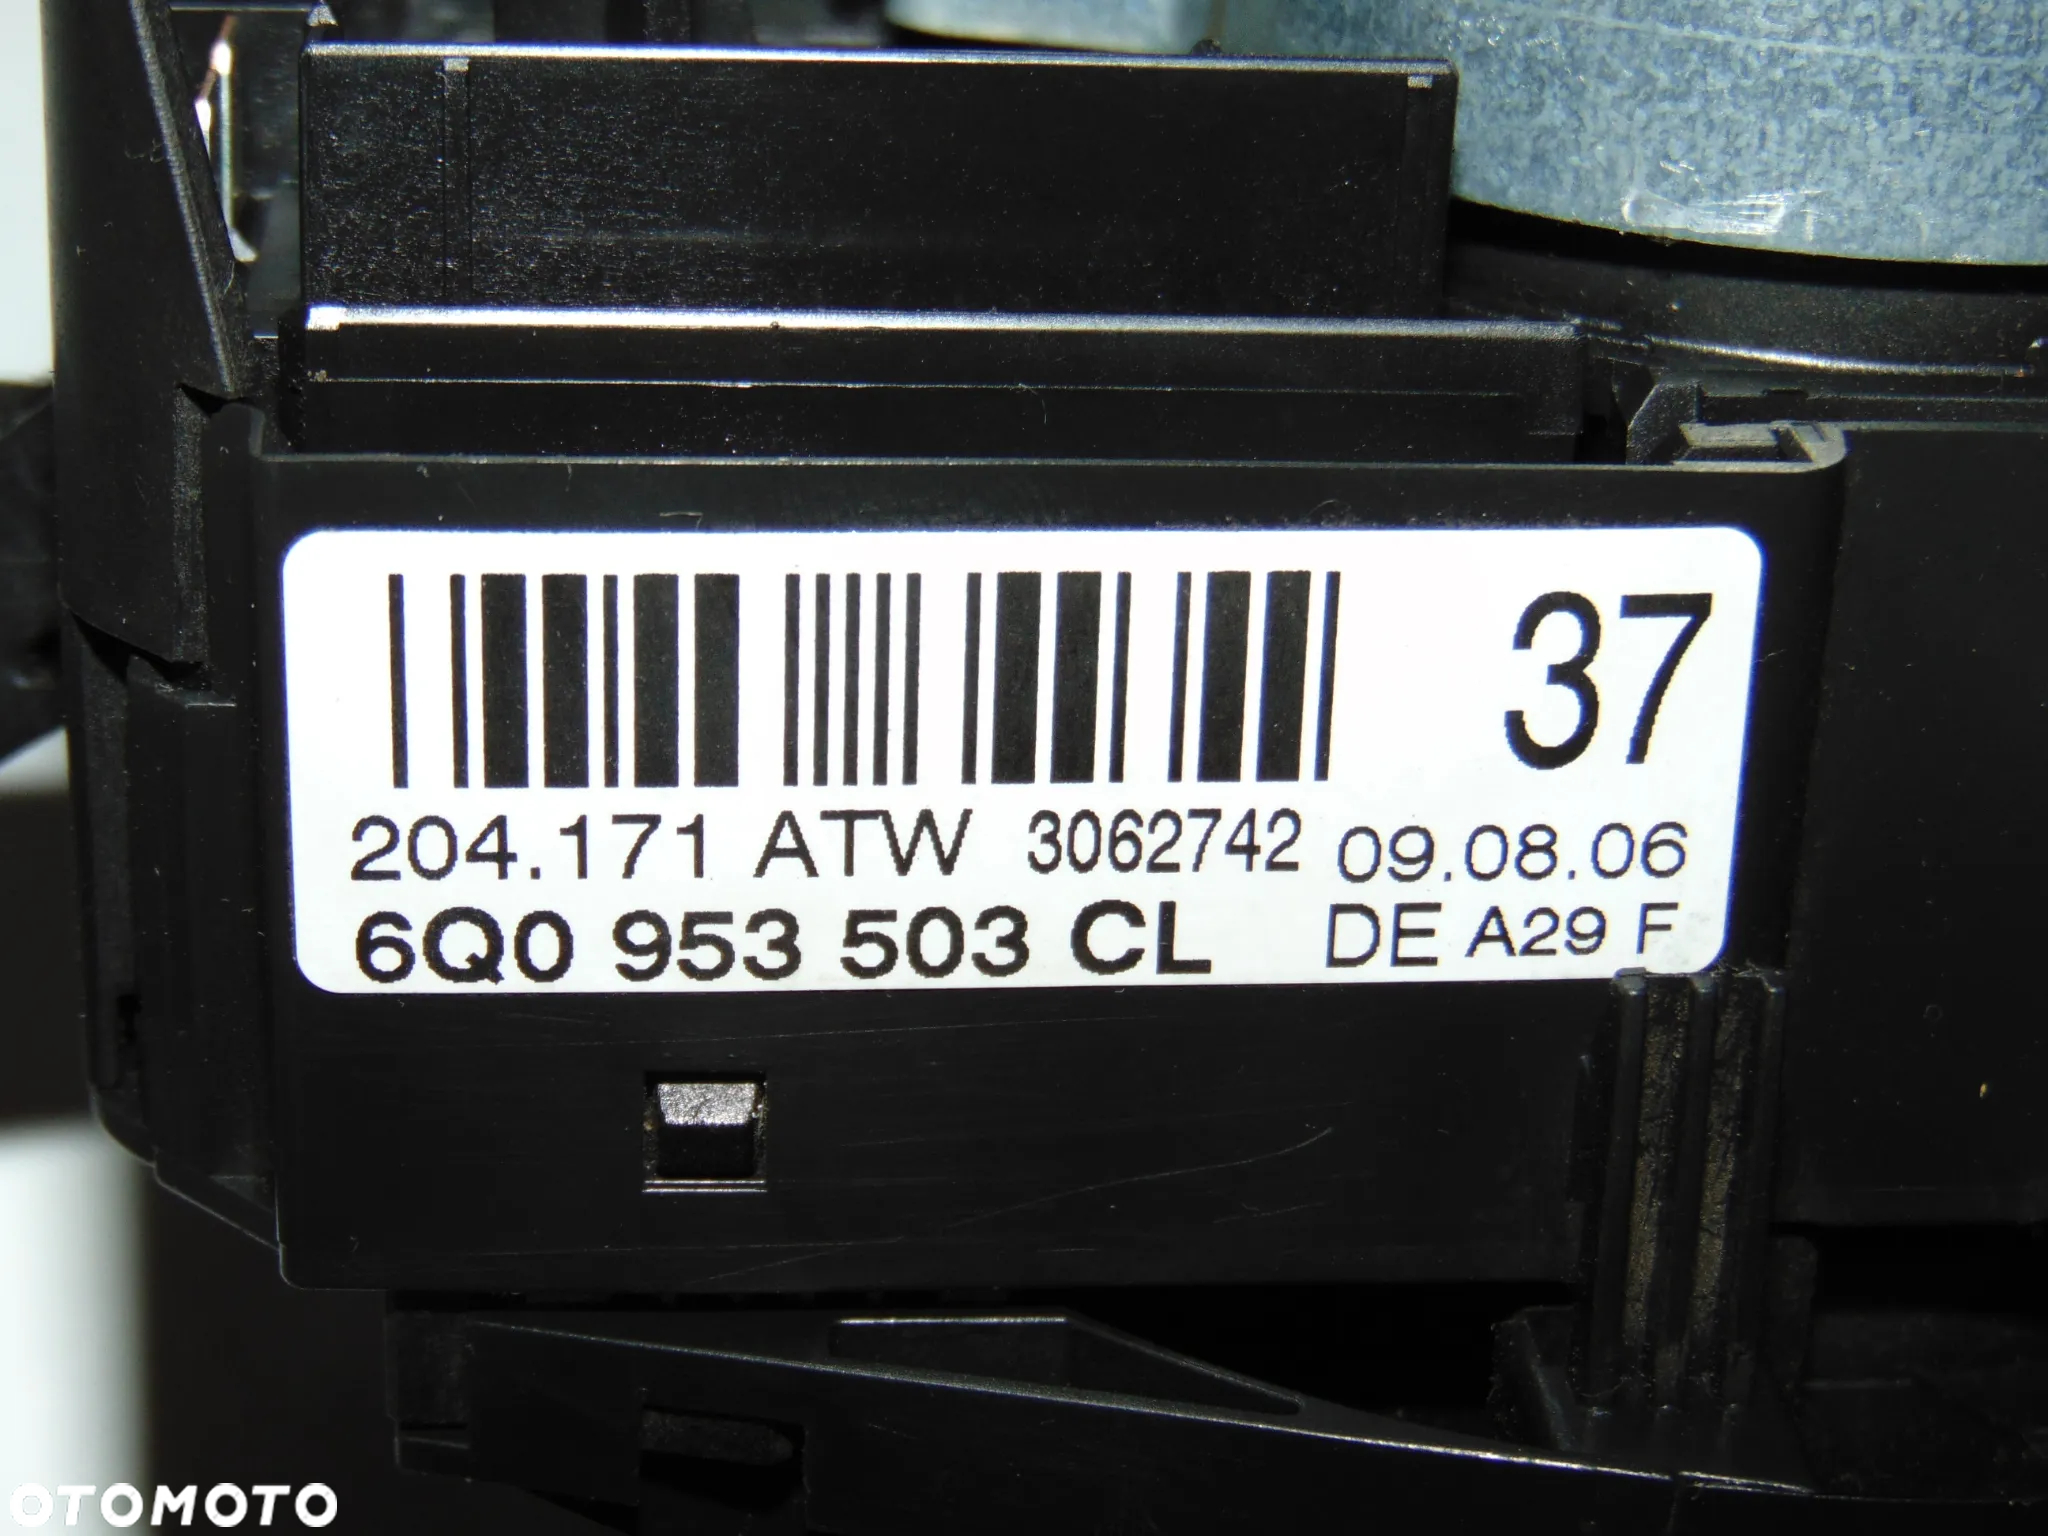 37
204.171 ATW 3062742 09.08.06
6Q0 953 503 CL DE A29 F
OTOMOTO